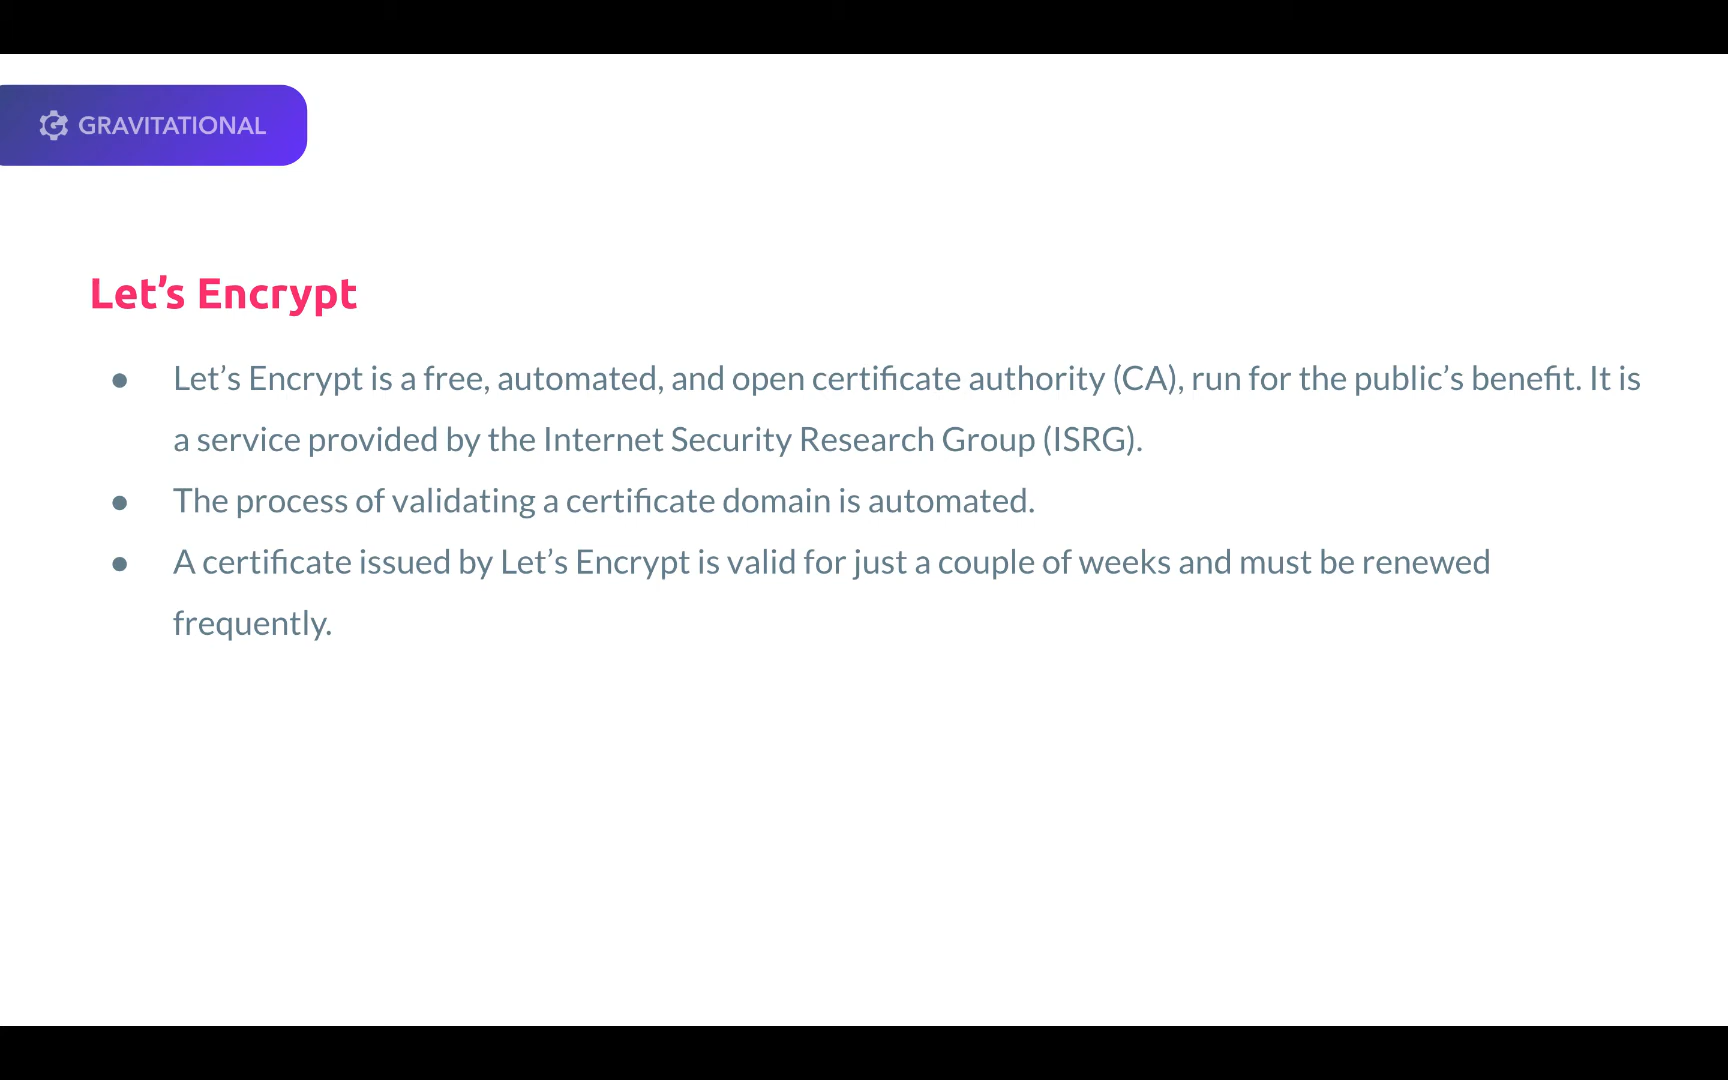 GRAVITATIONAL
Let’s Encrypt
● Let’s Encrypt is a free, automated, and open certificate authority (CA), run for the public’s benefit. It is
a service provided by the Internet Security Research Group (ISRG).
● The process of validating a certificate domain is automated.
● A certificate issued by Let’s Encrypt is valid for just a couple of weeks and must be renewed
frequently.